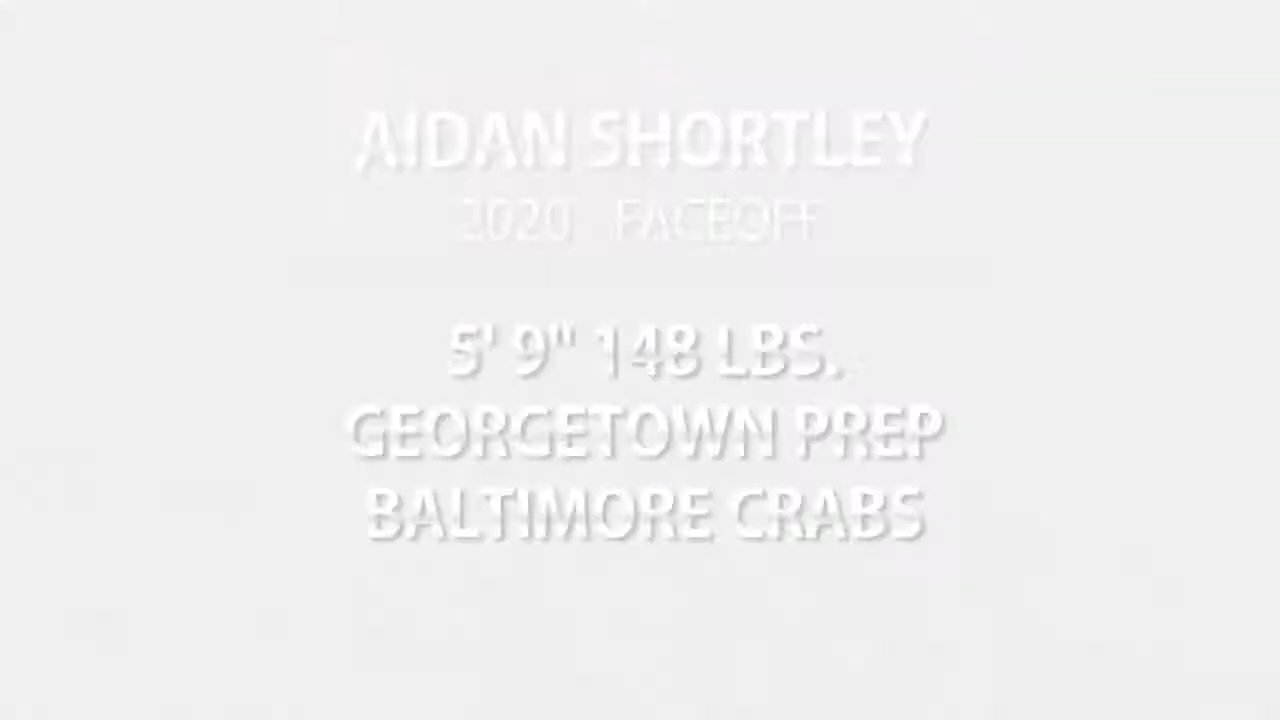 AIDAN SHORTLEY
2020 FACEOFF
5' 9" 148 LBS.
GEORGETOWN PREP
BALTIMORE CRABS